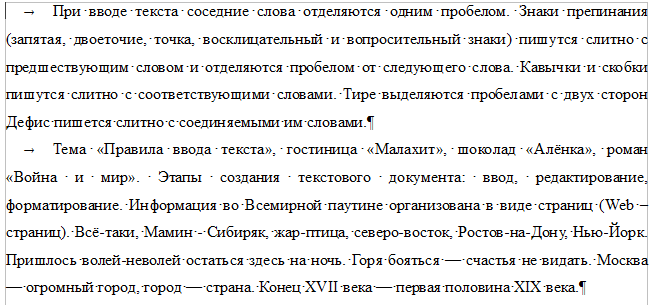 При вводе текста соседние слова отделяются одним пробелом. Знаки препинания
(запятая, двоеточие, точка, восклицательный и вопросительный знаки) пишутся слитно с
предшествующим словом и отделяются пробелом от следующего слова. Кавычки и скобки
пишутся слитно с соответствующими словами. Тире выделяются пробелами с двух сторон
Дефис пишется слитно с соединяемыми им словами.¶
Тема «Правила ввода текста», гостиница «Малахит», шоколад «Алёнка», роман
«Война и мир». Этапы создания текстового документа: ввод, редактирование,
форматирование. Информация во Всемирной паутине организована в виде страниц (Web –
страниц). Всё-таки, Мамин - Сибиряк, жар-птица, северо-восток, Ростов-на-Дону, Нью-Йорк.
Пришлось волей-неволей остаться здесь на ночь. Горя бояться — счастья не видать. Москва
— огромный город, город — страна. Конец XVII века — первая половина XIX века.¶